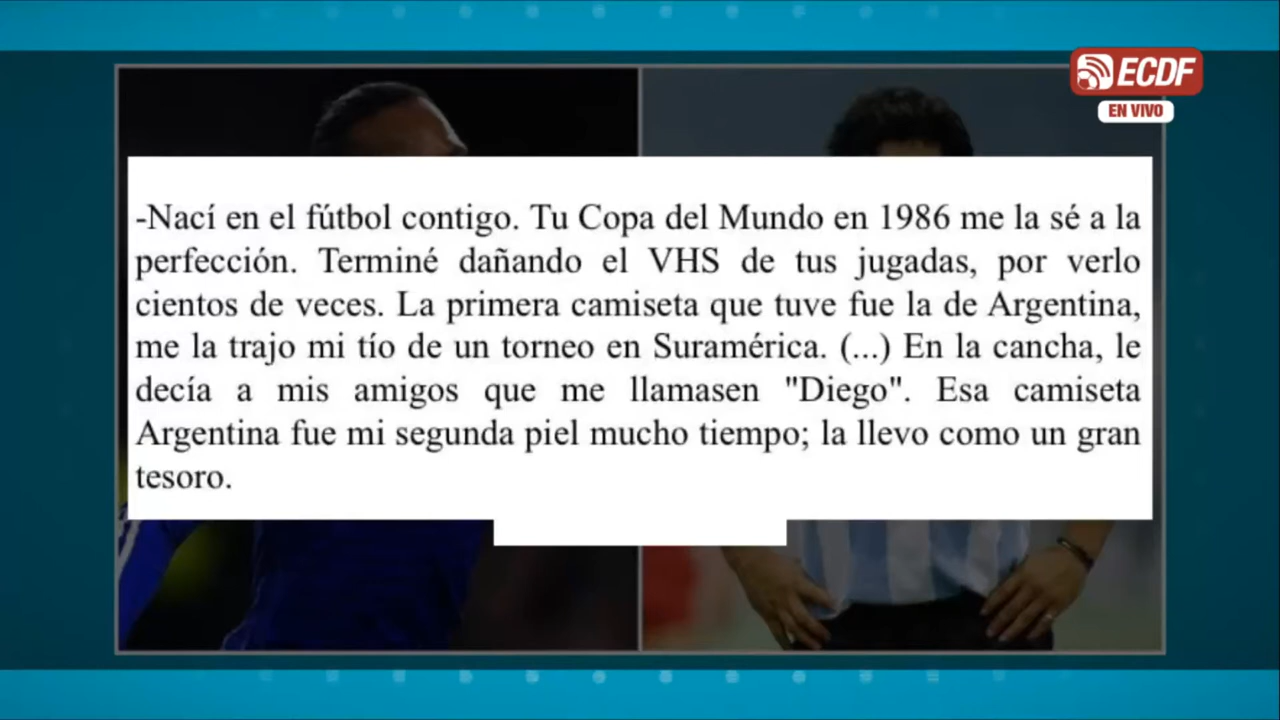 ECDF
EN VIVO
-Nací en el fútbol contigo. Tu Copa del Mundo en 1986 me la sé a la
perfección. Terminé dañando el VHS de tus jugadas, por verlo
cientos de veces. La primera camiseta que tuve fue la de Argentina,
me la trajo mi tío de un torneo en Suramérica. (...) En la cancha, le
decía a mis amigos que me llamasen "Diego". Esa camiseta
Argentina fue mi segunda piel mucho tiempo; la llevo como un gran
tesoro.